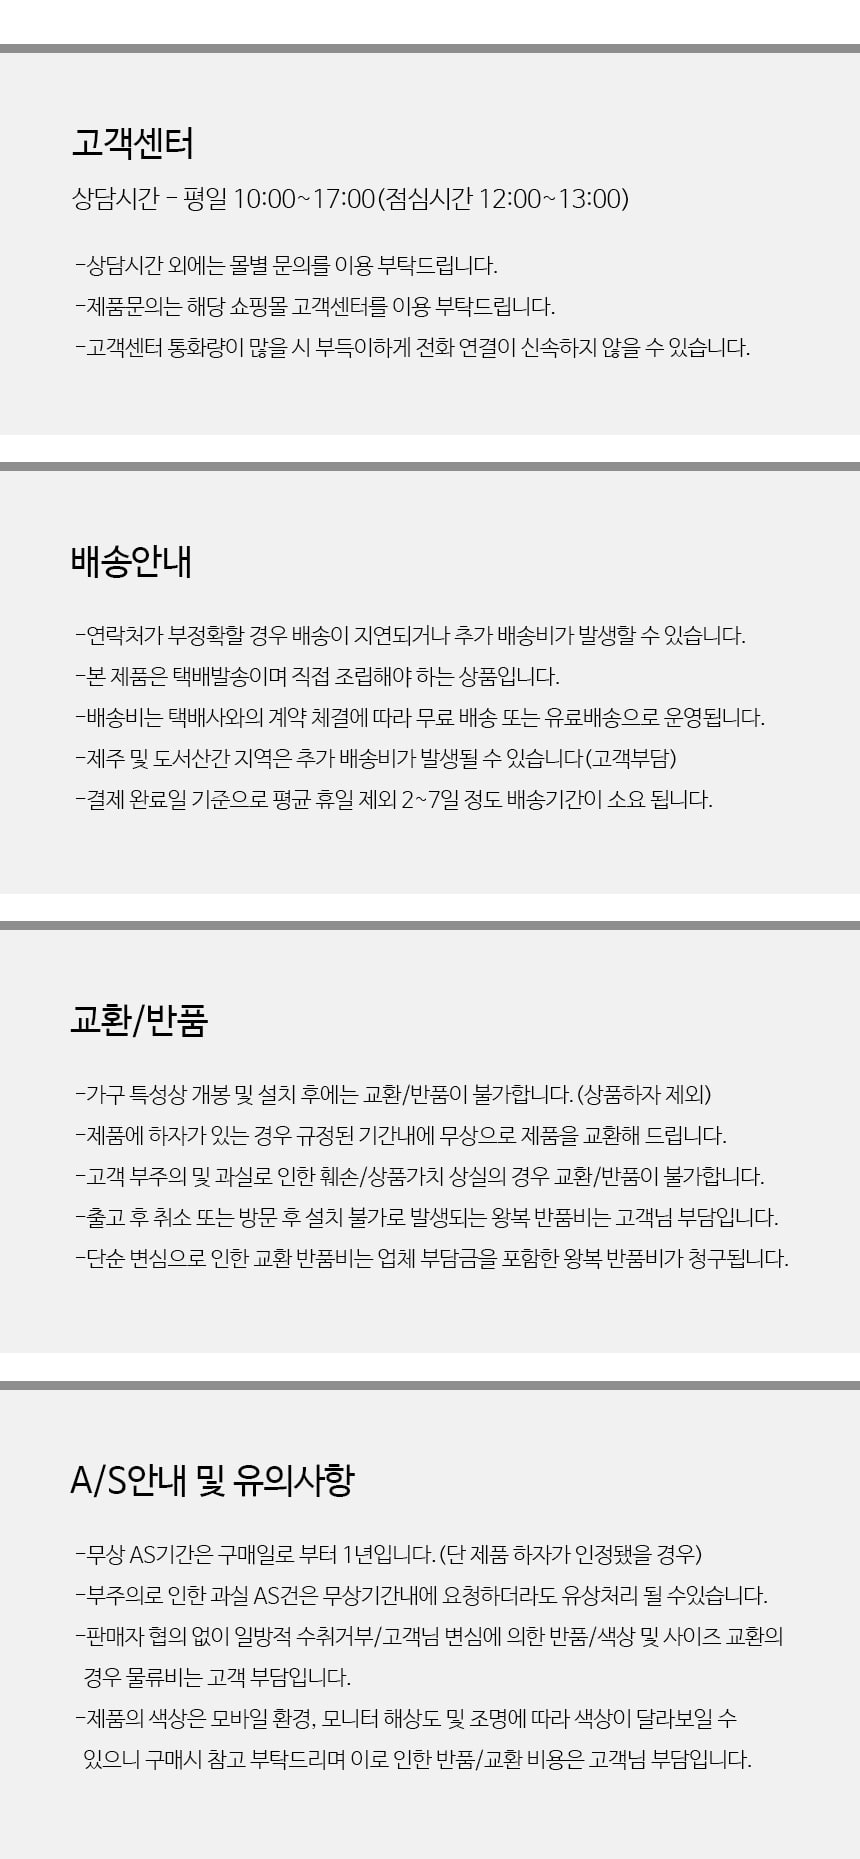 고객센터
상담시간 - 평일 10:00~17:00(점심시간 12:00~13:00)
-상담시간 외에는 몰별 문의를 이용 부탁드립니다.
-제품문의는 해당 쇼핑몰 고객센터를 이용 부탁드립니다.
-고객센터 통화량이 많을 시 부득이하게 전화 연결이 신속하지 않을 수 있습니다.
배송안내
-연락처가 부정확할 경우 배송이 지연되거나 추가 배송비가 발생할 수 있습니다.
-본 제품은 택배발송이며 직접 조립해야 하는 상품입니다.
-배송비는 택배사와의 계약 체결에 따라 무료 배송 또는 유료배송으로 운영됩니다.
-제주 및 도서산간 지역은 추가 배송비가 발생될 수 있습니다(고객부담)
-결제 완료일 기준으로 평균 휴일 제외 2~7일 정도 배송기간이 소요 됩니다.
교환/반품
-가구 특성상 개봉 및 설치 후에는 교환/반품이 불가합니다.(상품하자 제외)
-제품에 하자가 있는 경우 규정된 기간내에 무상으로 제품을 교환해 드립니다.
-고객 부주의 및 과실로 인한 훼손/상품가치 상실의 경우 교환/반품이 불가합니다.
-출고 후 취소 또는 방문 후 설치 불가로 발생되는 왕복 반품비는 고객님 부담입니다.
-단순 변심으로 인한 교환 반품비는 업체 부담금을 포함한 왕복 반품비가 청구됩니다.
A/S안내 및 유의사항
-무상 AS기간은 구매일로 부터 1년입니다.(단 제품 하자가 인정됐을 경우)
-부주의로 인한 과실 AS건은 무상기간내에 요청하더라도 유상처리 될 수있습니다.
-판매자 협의 없이 일방적 수취거부/고객님 변심에 의한 반품/색상 및 사이즈 교환의
경우 물류비는 고객 부담입니다.
-제품의 색상은 모바일 환경, 모니터 해상도 및 조명에 따라 색상이 달라보일 수
있으니 구매시 참고 부탁드리며 이로 인한 반품/교환 비용은 고객님 부담입니다.